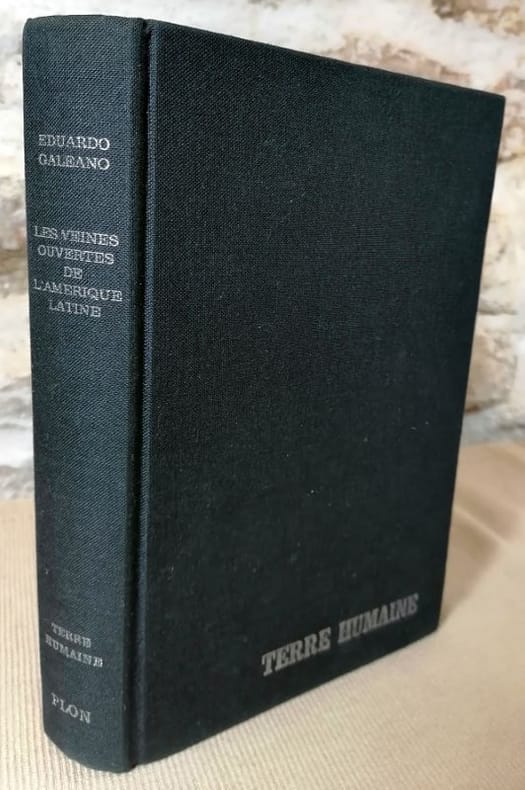 EDUARDO
GALEANO
LES VEINES
OUVERTES
DE
L'AMERIQUE
LATINE
TERRE
HUMAINE
PLON
TERRE HUMAINE